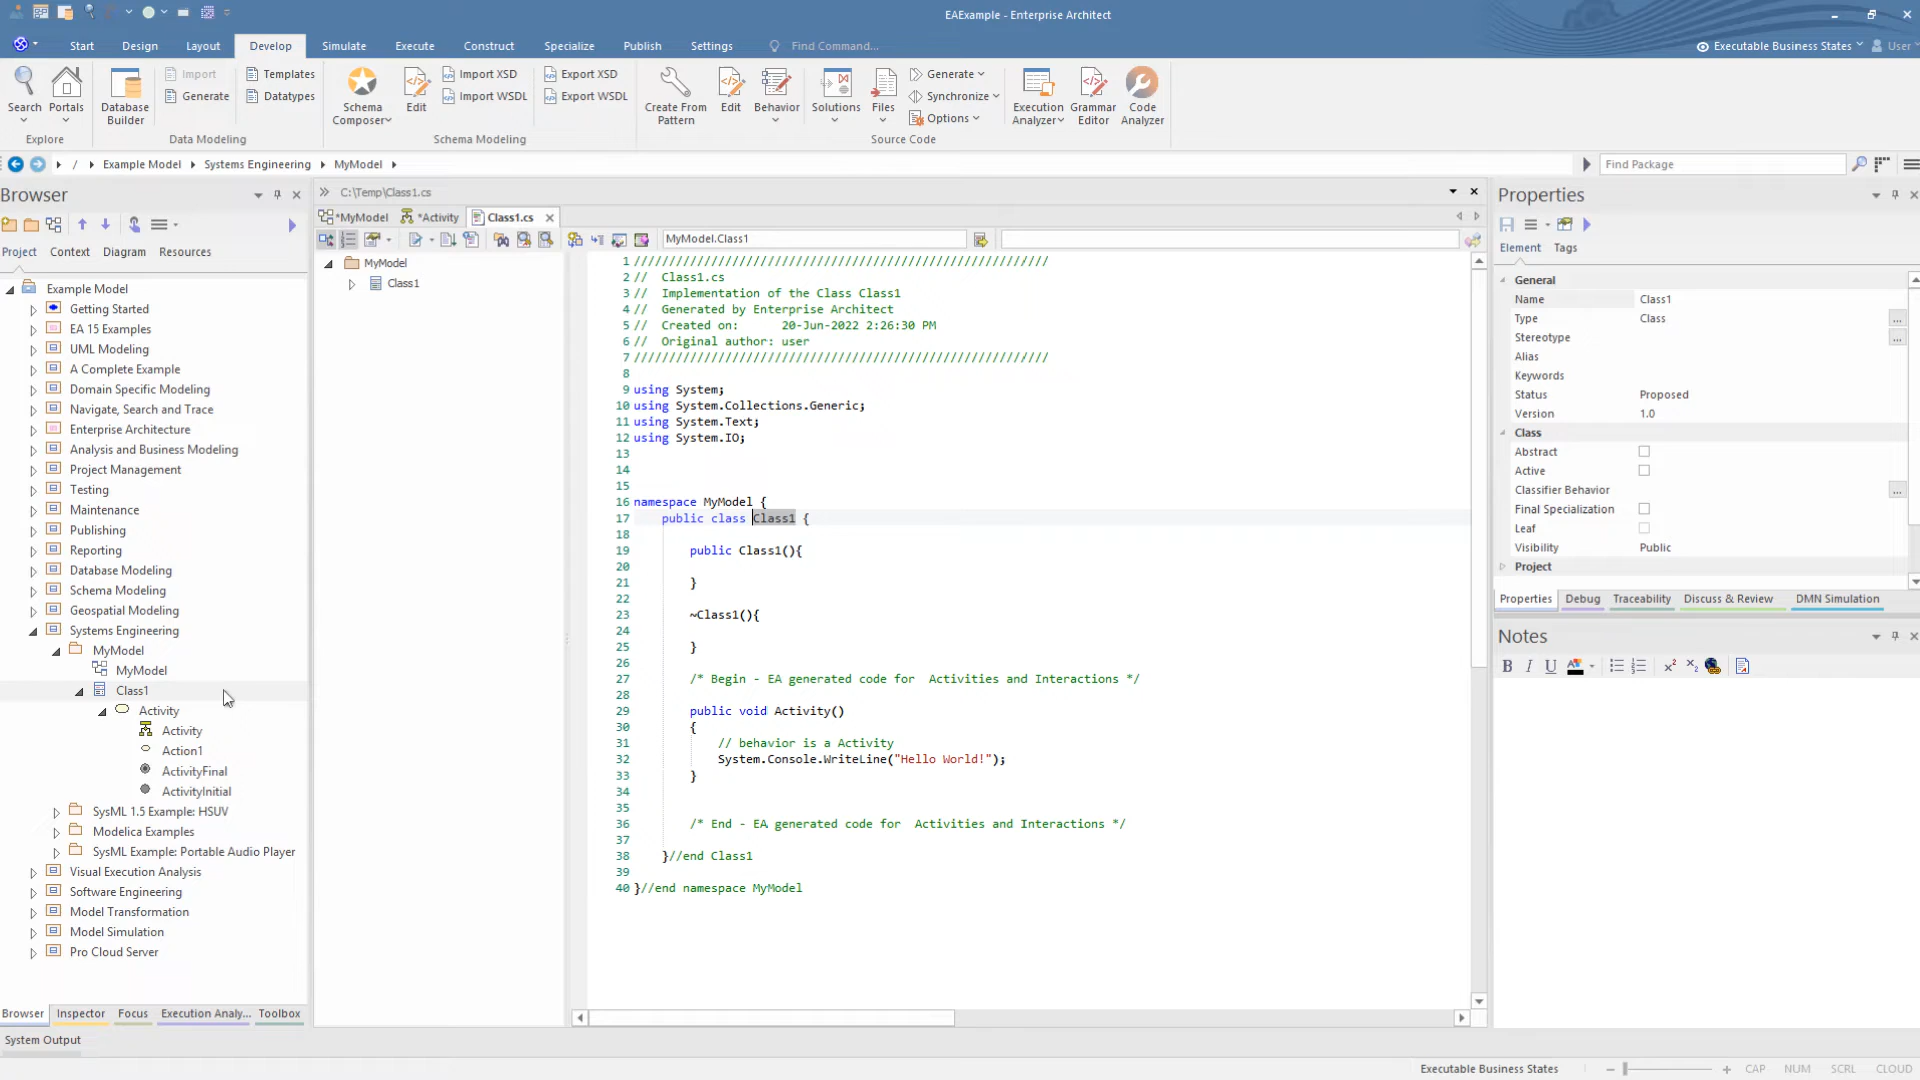 EAExample - Enterprise Architect
Start Design Layout Develop Simulate Execute Construct Specialize Publish Settings Find Command... Executable Business States User
Search Portals Database Builder Import Generate Templates Datatypes Schema Composer Edit Import XSD Import WSDL Export XSD Export WSDL Create From Pattern Edit Behavior Solutions Files Generate Synchronize Options Execution Analyzer Grammar Editor Code Analyzer
Explore Data Modeling Schema Modeling Source Code
/ Example Model Systems Engineering MyModel Find Package
Browser
Project Context Diagram Resources
Example Model
Getting Started
EA 15 Examples
UML Modeling
A Complete Example
Domain Specific Modeling
Navigate, Search and Trace
Enterprise Architecture
Analysis and Business Modeling
Project Management
Testing
Maintenance
Publishing
Reporting
Database Modeling
Schema Modeling
Geospatial Modeling
Systems Engineering
MyModel
MyModel
Class1
Activity
Activity
Action1
ActivityFinal
ActivityInitial
SysML 1.5 Example: HSUV
Modelica Examples
SysML Example: Portable Audio Player
Visual Execution Analysis
Software Engineering
Model Transformation
Model Simulation
Pro Cloud Server
Browser Inspector Focus Execution Analy... Toolbox
System Output
C:\Temp\Class1.cs
*MyModel *Activity Class1.cs
MyModel.Class1
MyModel
Class1
1 ///////////////////////////////////////////////////////////
2 //  Class1.cs
3 //  Implementation of the Class Class1
4 //  Generated by Enterprise Architect
5 //  Created on:      20-Jun-2022 2:26:30 PM
6 //  Original author: user
7 ///////////////////////////////////////////////////////////
8
9 using System;
10 using System.Collections.Generic;
11 using System.Text;
12 using System.IO;
13
14
15
16 namespace MyModel {
17     public class Class1 {
18
19         public Class1(){
20
21         }
22
23         ~Class1(){
24
25         }
26
27         /* Begin - EA generated code for  Activities and Interactions */
28
29         public void Activity()
30         {
31             // behavior is a Activity
32             System.Console.WriteLine("Hello World!");
33         }
34
35
36         /* End - EA generated code for  Activities and Interactions */
37
38     }//end Class1
39
40 }//end namespace MyModel
Properties
Element Tags
General
Name Class1
Type Class ...
Stereotype ...
Alias
Keywords
Status Proposed
Version 1.0
Class
Abstract
Active
Classifier Behavior ...
Final Specialization
Leaf
Visibility Public
Project
Properties Debug Traceability Discuss & Review DMN Simulation
Notes
B I U A x² x₂
Executable Business States CAP NUM SCRL CLOUD